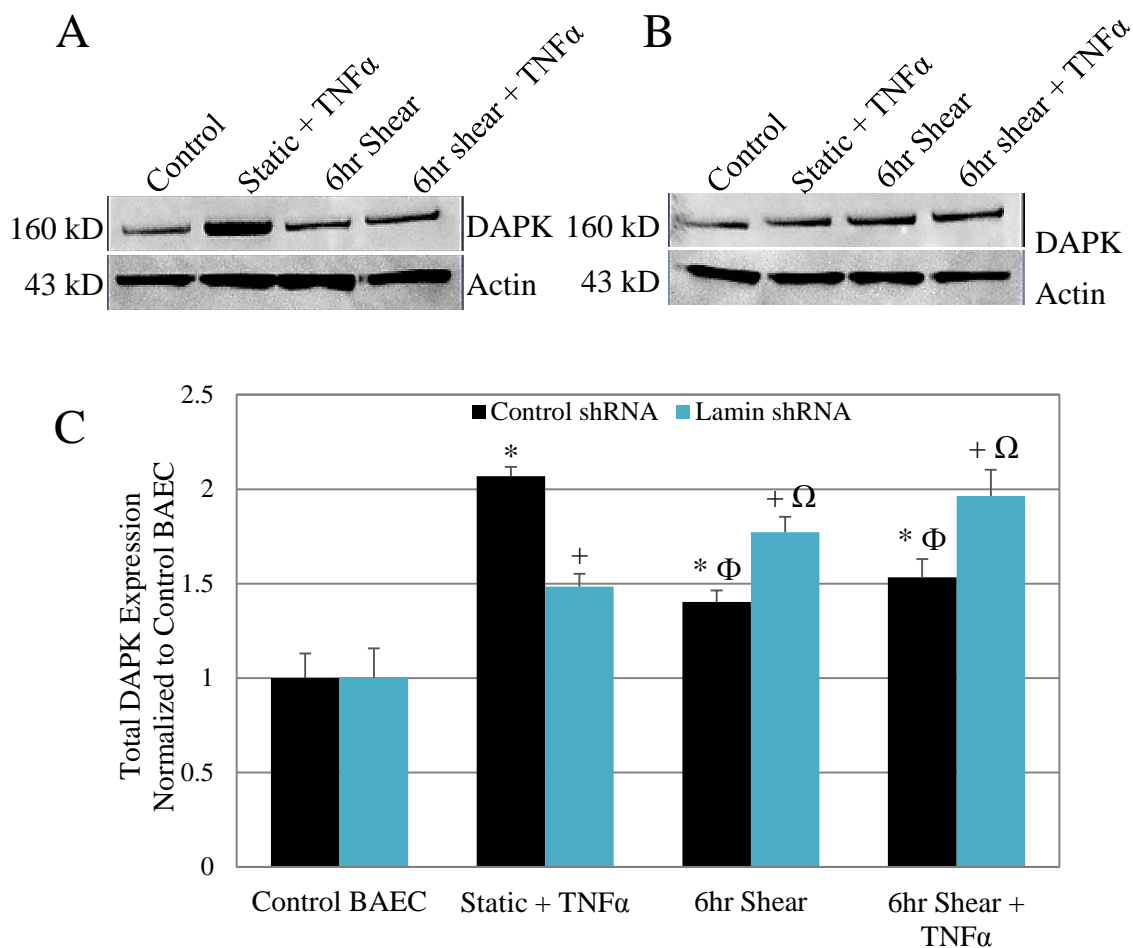 A
Control
Static + TNFα
6hr Shear
6hr shear + TNFα
160 kD
DAPK
43 kD
Actin
B
Control
Static + TNFα
6hr Shear
6hr shear + TNFα
160 kD
DAPK
43 kD
Actin
C
Total DAPK Expression
Normalized to Control BAEC
2.5
2
1.5
1
0.5
0
Control shRNA
Lamin shRNA
*
+
* Φ
+ Ω
* Φ
+ Ω
Control BAEC
Static + TNFα
6hr Shear
6hr Shear +
TNFα